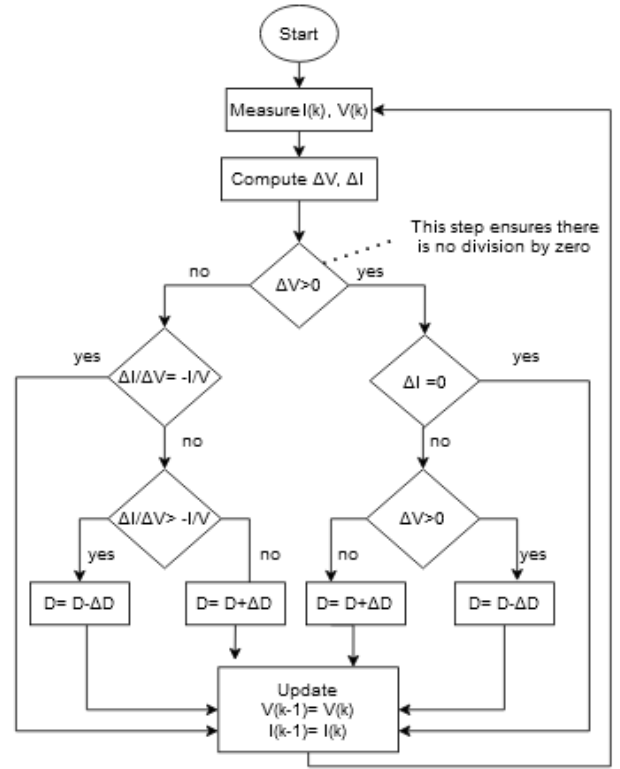 Start
Measure I(k), V(k)
Compute ΔV, ΔI
This step ensures there
is no division by zero
no
yes
ΔV>0
yes
yes
ΔI/ΔV= -I/V
ΔI =0
no
no
ΔI/ΔV> -I/V
ΔV>0
yes
no
no
yes
D= D-ΔD
D= D+ΔD
D= D+ΔD
D= D-ΔD
Update
V(k-1)= V(k)
I(k-1)= I(k)